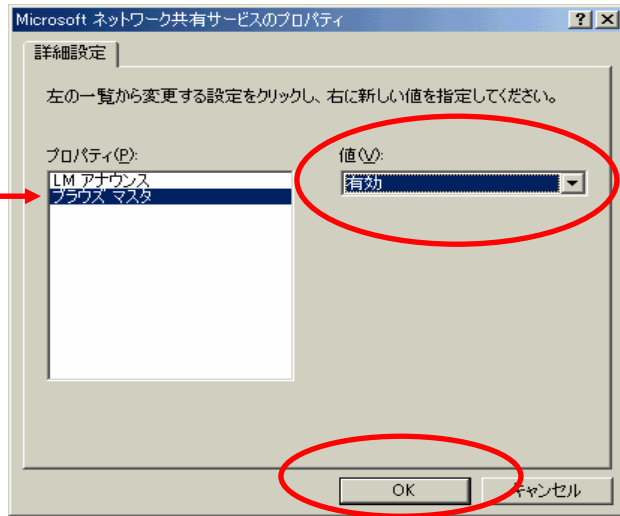 Microsoft ネットワーク共有サービスのプロパティ
詳細設定
左の一覧から変更する設定をクリックし、右に新しい値を指定してください。
プロパティ(P):
値(V):
LM アナウンス
ブラウズ マスタ
有効
OK
キャンセル